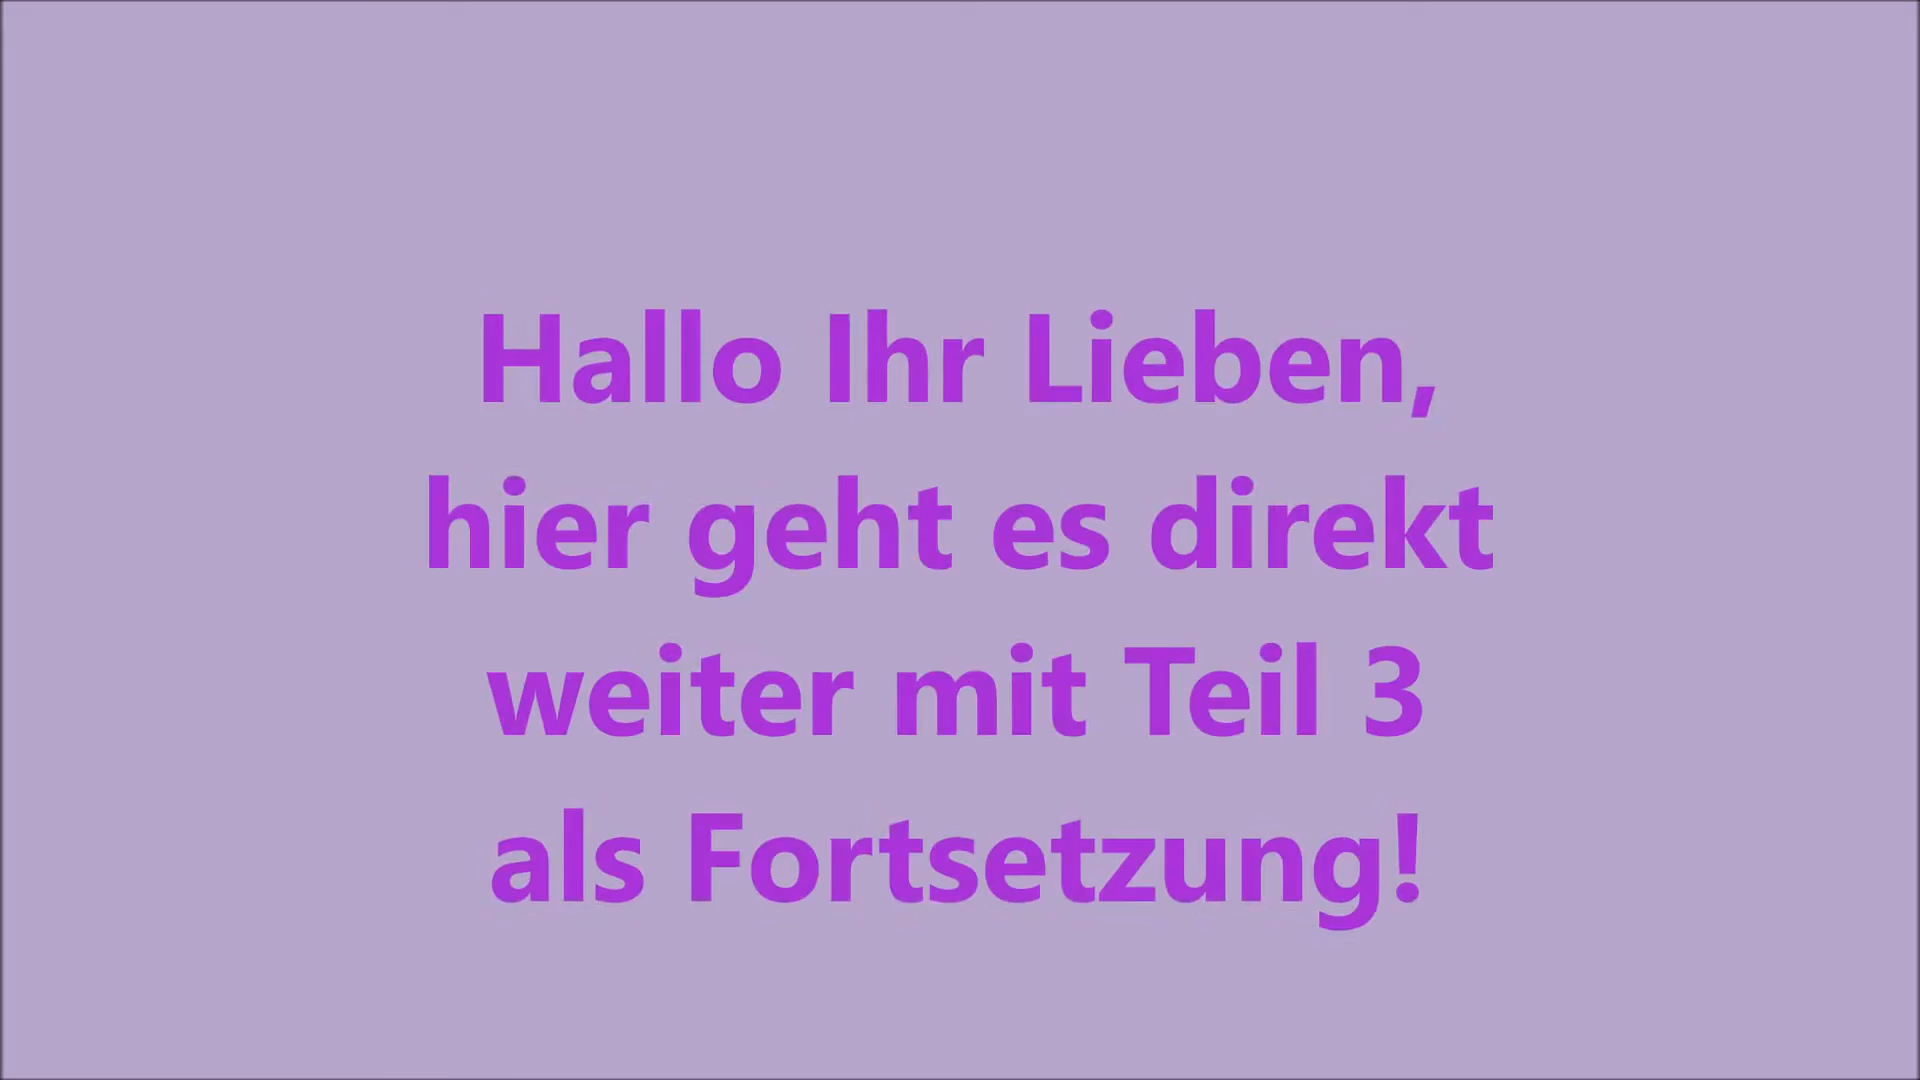 Hallo Ihr Lieben,
hier geht es direkt
weiter mit Teil 3
als Fortsetzung!